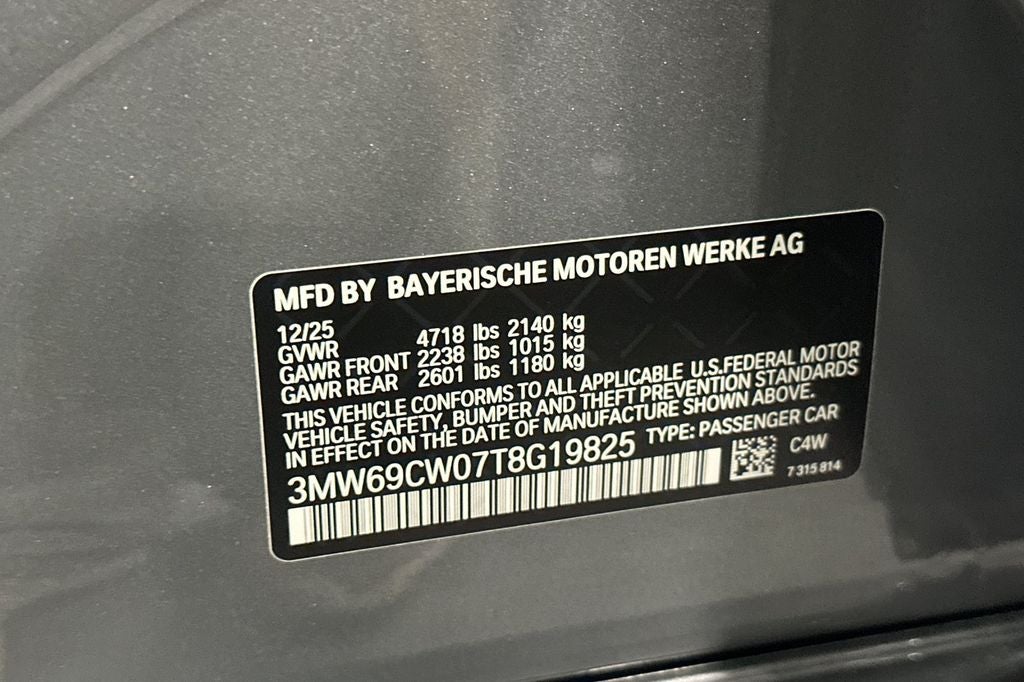 MFD BY BAYERISCHE MOTOREN WERKE AG
12/25
GVWR 4718 lbs 2140 kg
GAWR FRONT 2238 lbs 1015 kg
GAWR REAR 2601 lbs 1180 kg
THIS VEHICLE CONFORMS TO ALL APPLICABLE U.S.FEDERAL MOTOR
VEHICLE SAFETY, BUMPER AND THEFT PREVENTION STANDARDS
IN EFFECT ON THE DATE OF MANUFACTURE SHOWN ABOVE.
3MW69CW07T8G19825 TYPE: PASSENGER CAR
C4W
7 315 814